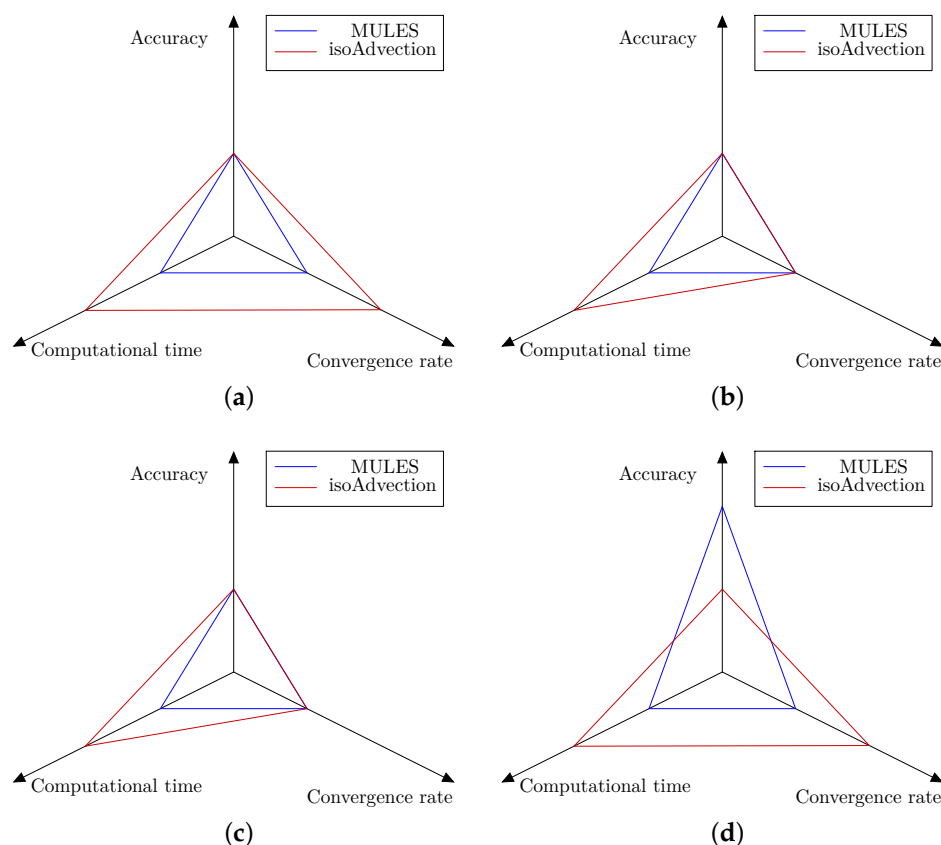 Accuracy
MULES
isoAdvection
Computational time
Convergence rate
(a)
Accuracy
MULES
isoAdvection
Computational time
Convergence rate
(b)
Accuracy
MULES
isoAdvection
Computational time
Convergence rate
(c)
Accuracy
MULES
isoAdvection
Computational time
Convergence rate
(d)